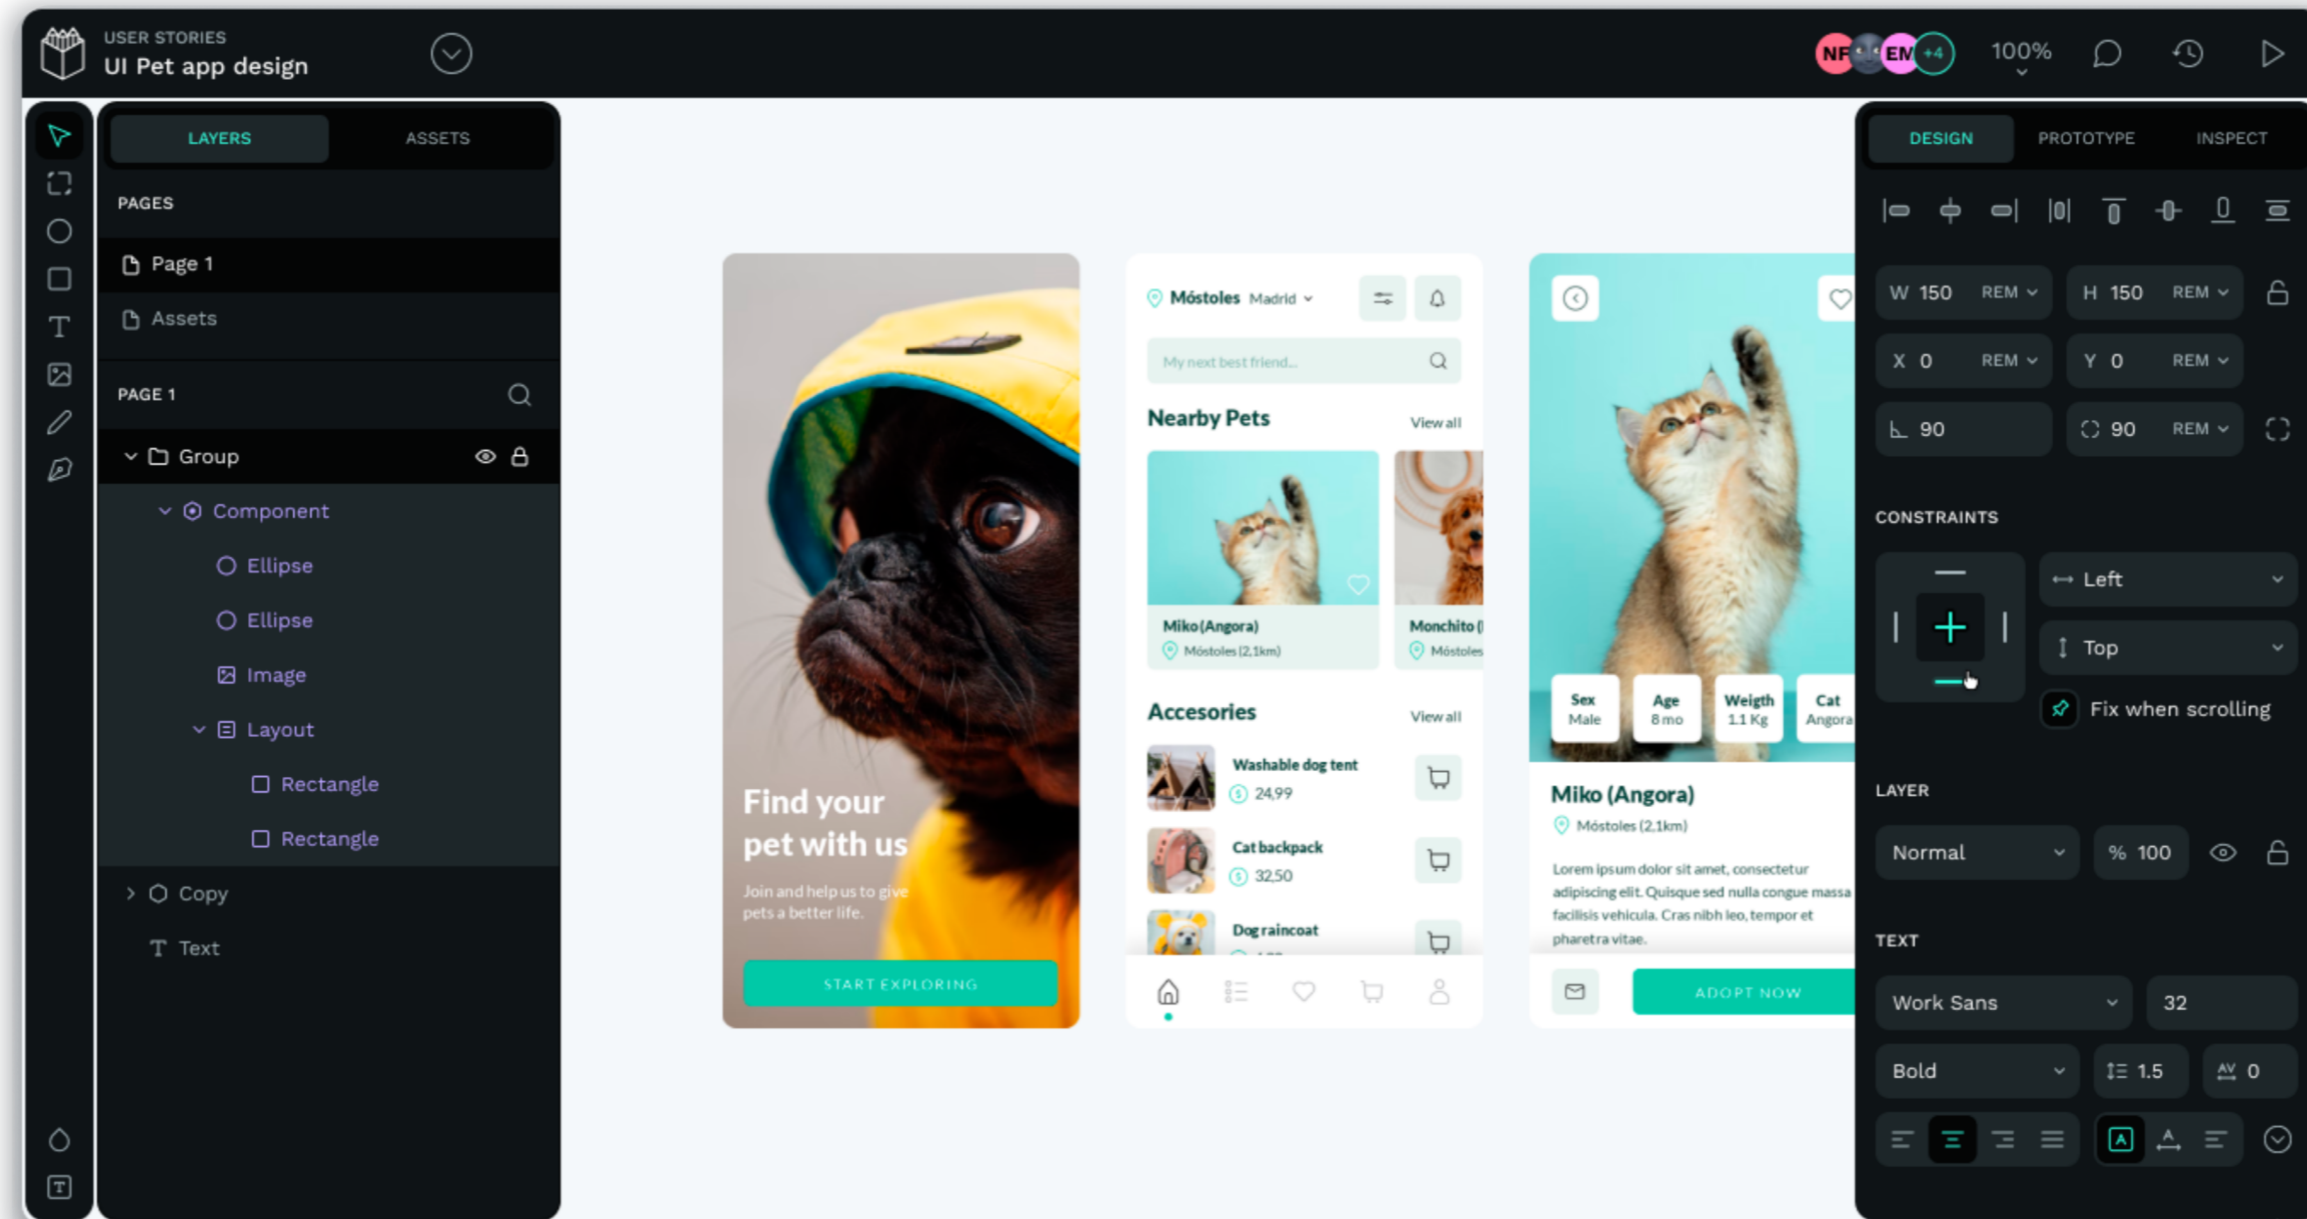 USER STORIES
UI Pet app design
NF
EM
+4
100%
LAYERS
ASSETS
PAGES
Page 1
Assets
PAGE 1
Group
Component
Ellipse
Ellipse
Image
Layout
Rectangle
Rectangle
Copy
Text
Find your
pet with us
Join and help us to give
pets a better life.
START EXPLORING
Móstoles Madrid
My next best friend...
Nearby Pets
View all
Miko (Angora)
Móstoles (2,1km)
Monchito (
Móstoles
Accesories
View all
Washable dog tent
24,99
Cat backpack
32,50
Dog raincoat
Sex
Male
Age
8 mo
Weigth
1.1 Kg
Cat
Angora
Miko (Angora)
Móstoles (2,1km)
Lorem ipsum dolor sit amet, consectetur
adipiscing elit. Quisque sed nulla congue massa
facilisis vehicula. Cras nibh leo, tempor et
pharetra vitae.
ADOPT NOW
DESIGN
PROTOTYPE
INSPECT
W 150 REM
H 150 REM
X 0 REM
Y 0 REM
90
90 REM
CONSTRAINTS
Left
Top
Fix when scrolling
LAYER
Normal
% 100
TEXT
Work Sans
32
Bold
1.5
AV 0